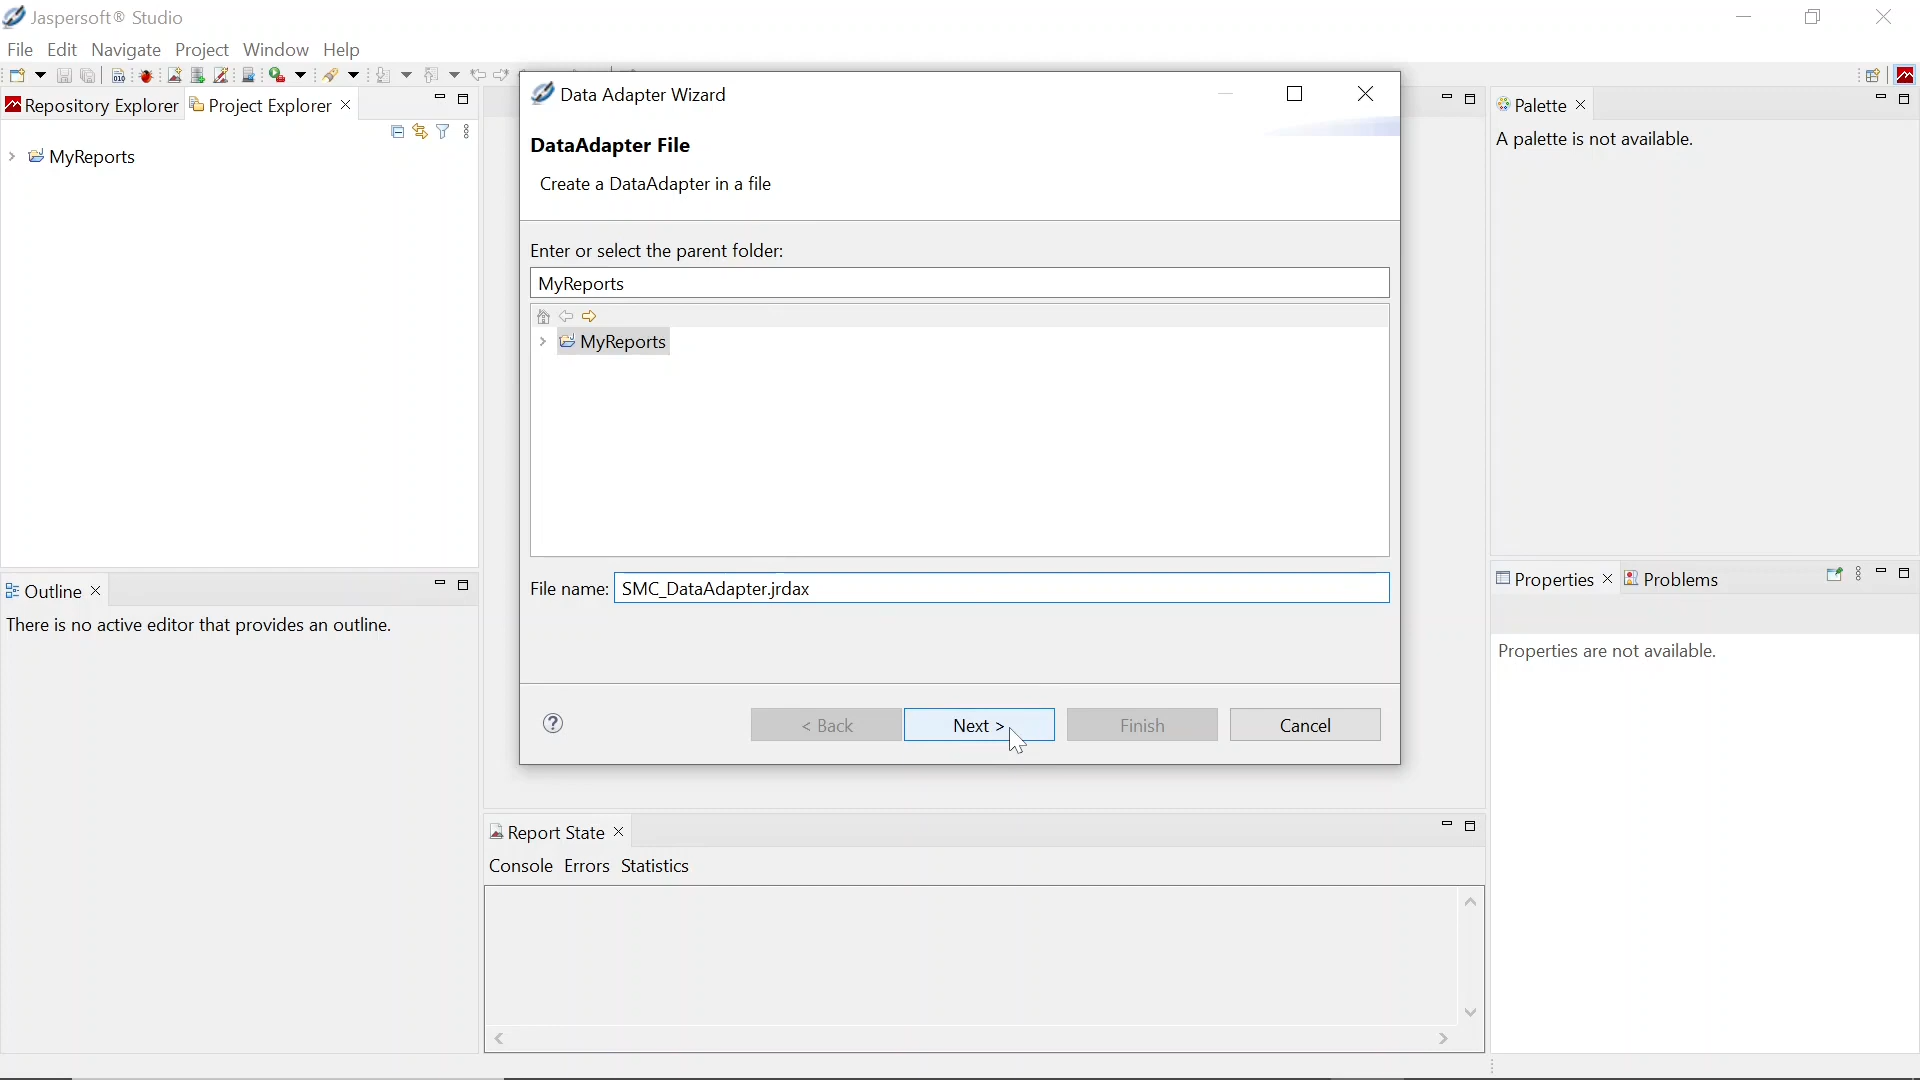 Jaspersoft® Studio
File Edit Navigate Project Window Help
Repository Explorer Project Explorer
MyReports
Data Adapter Wizard
DataAdapter File
Create a DataAdapter in a file
Enter or select the parent folder:
MyReports
MyReports
File name: SMC_DataAdapter.jrdax
< Back Next > Finish Cancel
Palette
A palette is not available.
Outline
There is no active editor that provides an outline.
Properties Problems
Properties are not available.
Report State
Console Errors Statistics